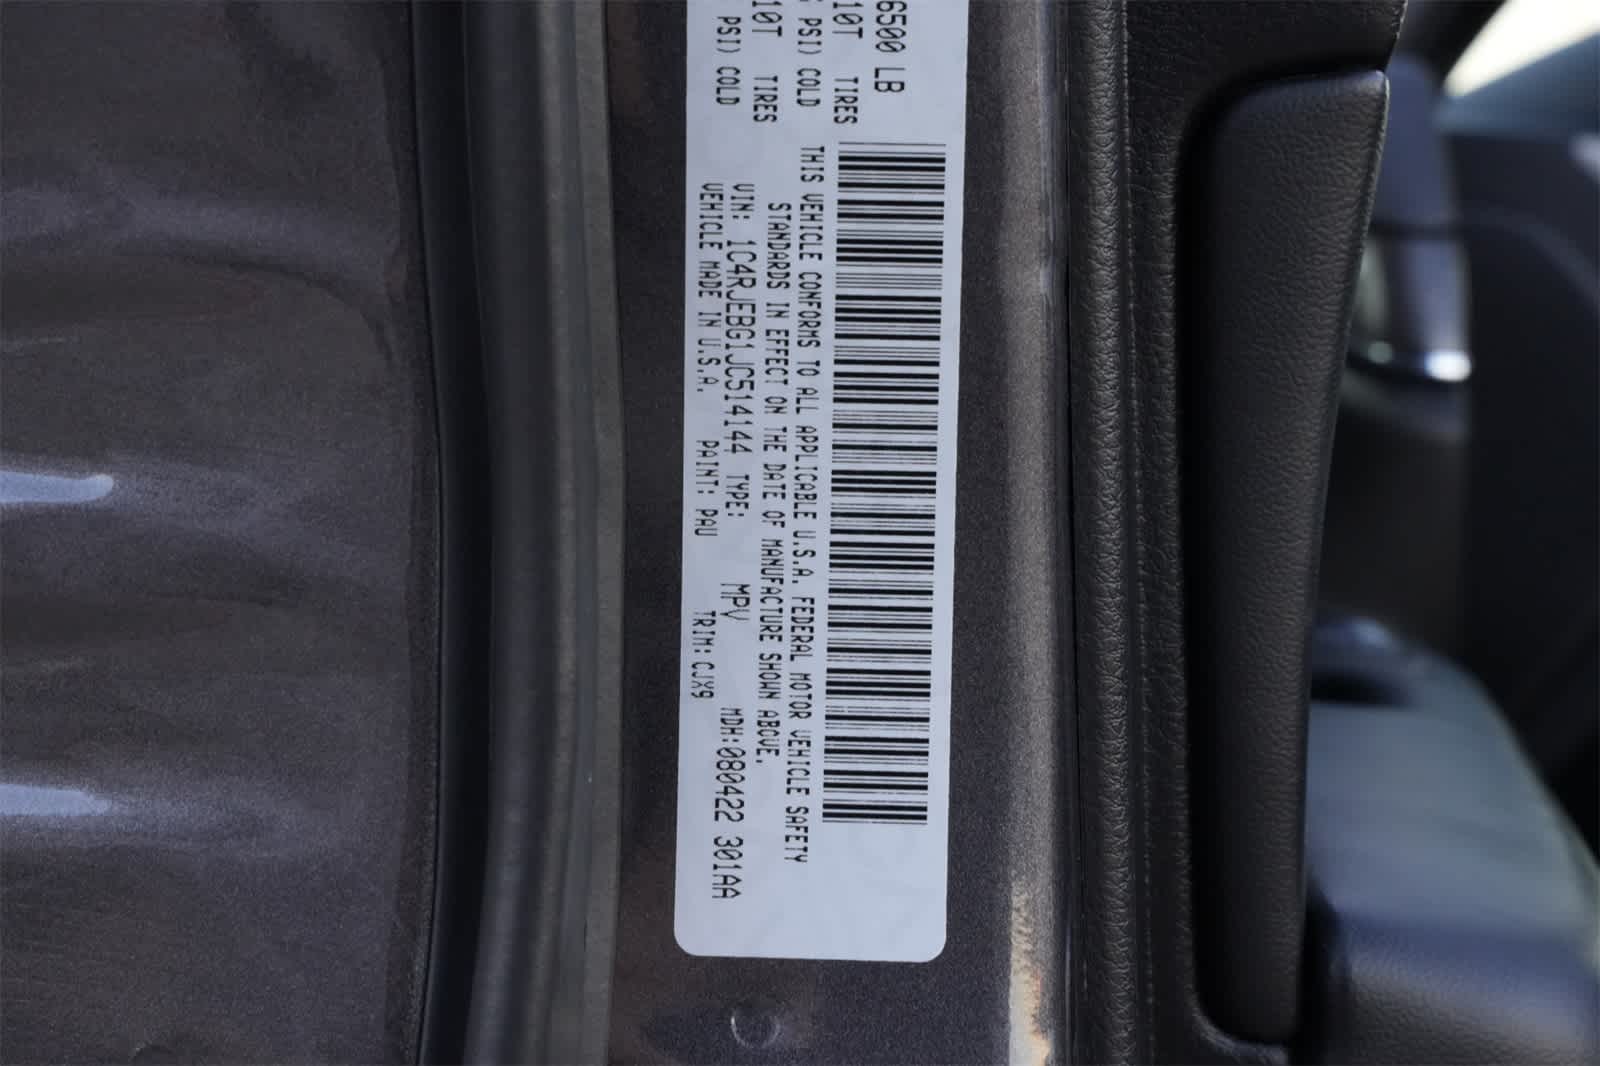 6500 LB
10T TIRES
PSI) COLD
10T TIRES
PSI) COLD
THIS VEHICLE CONFORMS TO ALL APPLICABLE U.S.A. FEDERAL MOTOR VEHICLE SAFETY
STANDARDS IN EFFECT ON THE DATE OF MANUFACTURE SHOWN ABOVE.
VIN: 1C4RJEBG1JC514144 TYPE: MPV MDH:080422 301AA
VEHICLE MADE IN U.S.A. PAINT: PAU TRIM: CJX9